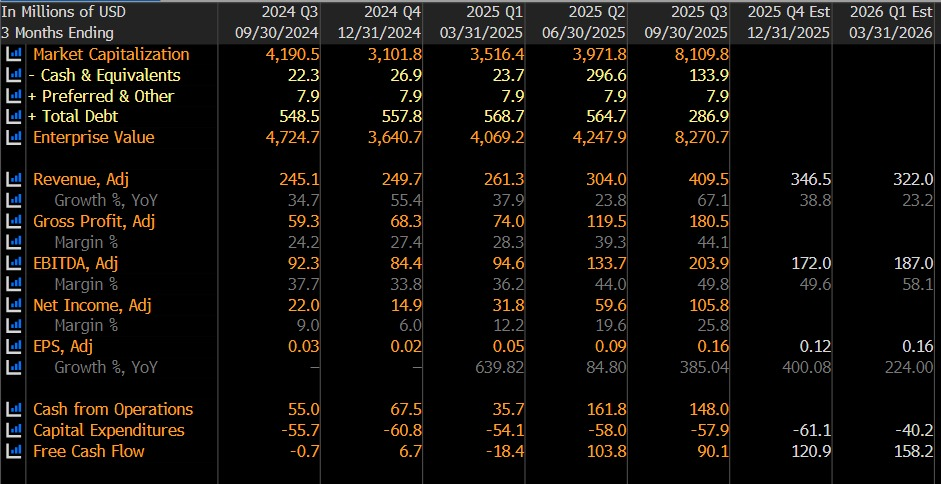 In Millions of USD 2024 Q3 2024 Q4 2025 Q1 2025 Q2 2025 Q3 2025 Q4 Est 2026 Q1 Est
3 Months Ending 09/30/2024 12/31/2024 03/31/2025 06/30/2025 09/30/2025 12/31/2025 03/31/2026
Market Capitalization 4,190.5 3,101.8 3,516.4 3,971.8 8,109.8
- Cash & Equivalents 22.3 26.9 23.7 296.6 133.9
+ Preferred & Other 7.9 7.9 7.9 7.9 7.9
+ Total Debt 548.5 557.8 568.7 564.7 286.9
Enterprise Value 4,724.7 3,640.7 4,069.2 4,247.9 8,270.7
Revenue, Adj 245.1 249.7 261.3 304.0 409.5 346.5 322.0
Growth %, YoY 34.7 55.4 37.9 23.8 67.1 38.8 23.2
Gross Profit, Adj 59.3 68.3 74.0 119.5 180.5
Margin % 24.2 27.4 28.3 39.3 44.1
EBITDA, Adj 92.3 84.4 94.6 133.7 203.9 172.0 187.0
Margin % 37.7 33.8 36.2 44.0 49.8 49.6 58.1
Net Income, Adj 22.0 14.9 31.8 59.6 105.8
Margin % 9.0 6.0 12.2 19.6 25.8
EPS, Adj 0.03 0.02 0.05 0.09 0.16 0.12 0.16
Growth %, YoY – – 639.82 84.80 385.04 400.08 224.00
Cash from Operations 55.0 67.5 35.7 161.8 148.0
Capital Expenditures -55.7 -60.8 -54.1 -58.0 -57.9 -61.1 -40.2
Free Cash Flow -0.7 6.7 -18.4 103.8 90.1 120.9 158.2